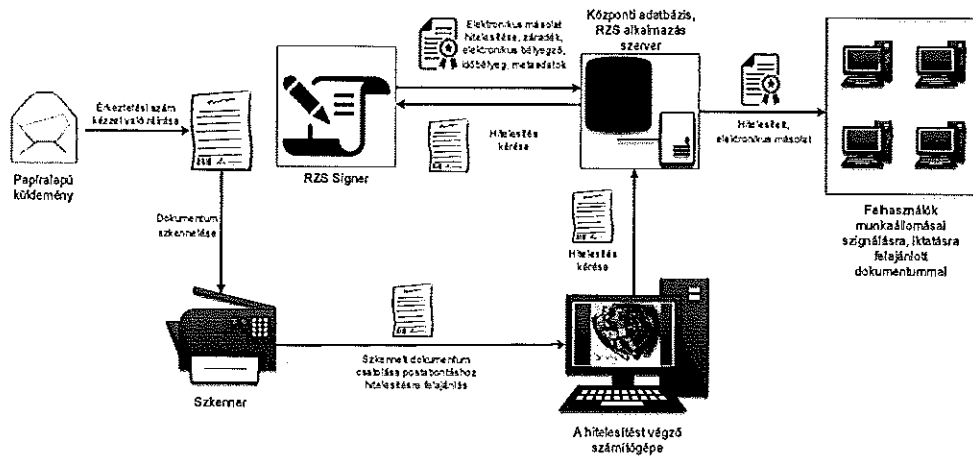 Elektronikus másolat
hitelesítése, záradék,
elektronikus bélyegző,
időbélyeg, metaadatok
Központi adatbázis,
RZS alkalmazás
szerver
Érkeztetési szám
kézzel való ráírása
Papíralapú
küldemény
RZS Signer
Hitelesítés
kérése
Hitelesített,
elektronikus másolat
Felhasználók
munkaállomásai
szignálásra, iktatásra
felajánlott
dokumentummal
Dokumentum
szkennelése
Hitelesítés
kérése
Szkenner
Szkennelt dokumentum
csatolása postabontáshoz
hitelesítésre felajánlás
A hitelesítést végző
számítógépe